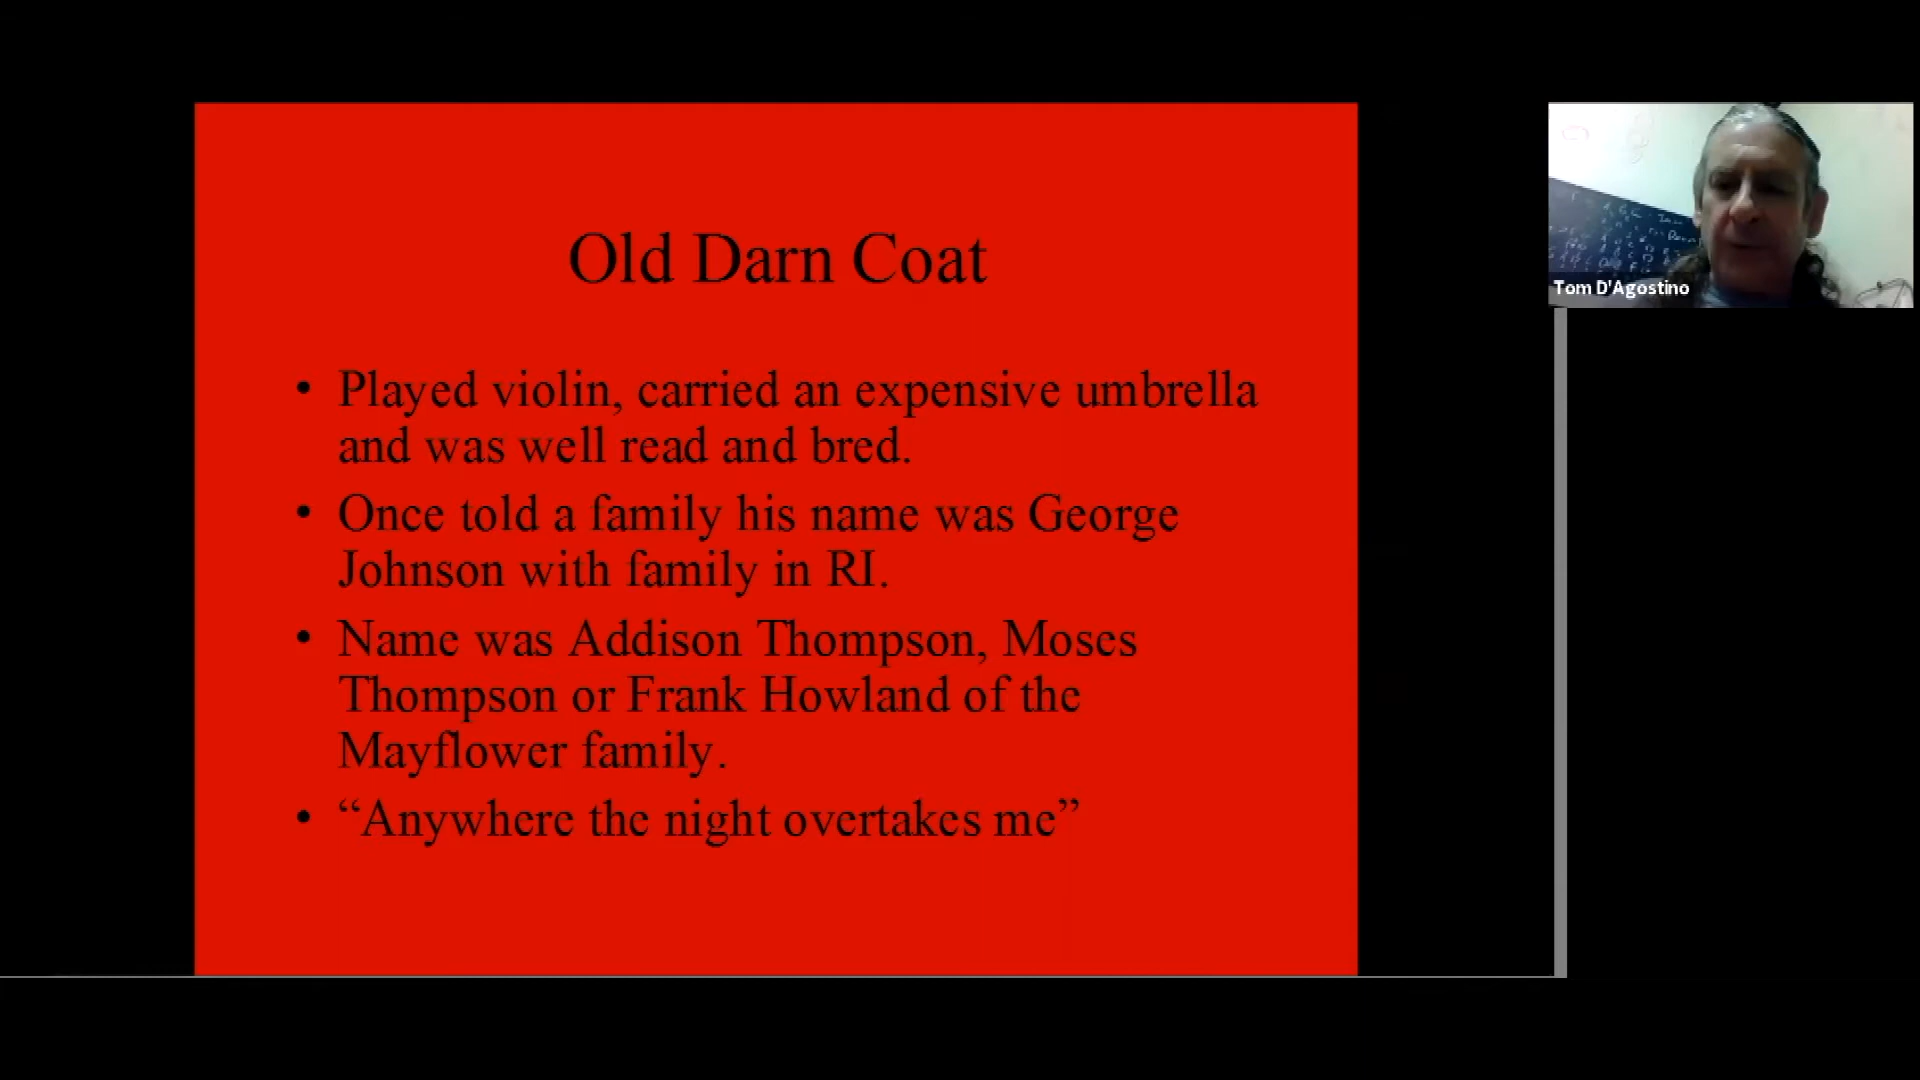 Old Darn Coat
• Played violin, carried an expensive umbrella
and was well read and bred.
• Once told a family his name was George
Johnson with family in RI.
• Name was Addison Thompson, Moses
Thompson or Frank Howland of the
Mayflower family.
• “Anywhere the night overtakes me”
Tom D'Agostino